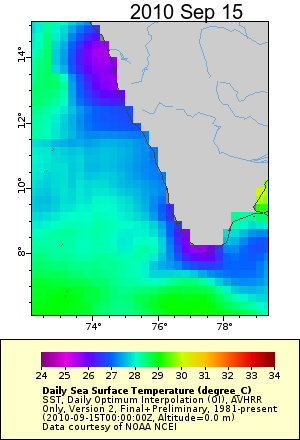 2010 Sep 15
14°
12°
10°
8°
74° 76° 78°
24 25 26 27 28 29 30 31 32 33 34
Daily Sea Surface Temperature (degree_C)
SST, Daily Optimum Interpolation (OI), AVHRR
Only, Version 2, Final+Preliminary, 1981-present
(2010-09-15T00:00:00Z, Altitude=0.0 m)
Data courtesy of NOAA NCEI